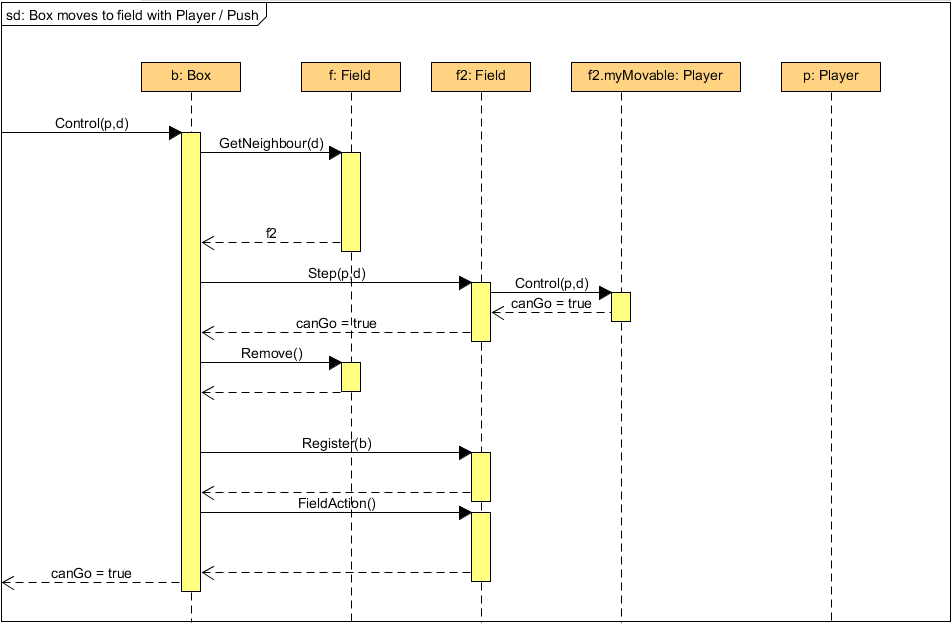 sd: Box moves to field with Player / Push
b: Box
f: Field
f2: Field
f2.myMovable: Player
p: Player
Control(p,d)
GetNeighbour(d)
f2
Step(p,d)
Control(p,d)
canGo = true
canGo = true
Remove()
Register(b)
FieldAction()
canGo = true